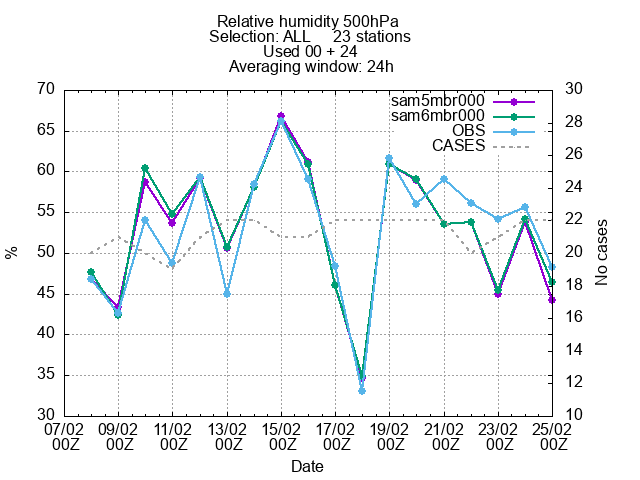 Relative humidity 500hPa
Selection: ALL 23 stations
Used 00 + 24
Averaging window: 24h
70
65
60
55
50
45
40
35
30
%
30
28
26
24
22
20
18
16
14
12
10
No cases
sam5mbr000
sam6mbr000
OBS
CASES
07/02 09/02 11/02 13/02 15/02 17/02 19/02 21/02 23/02 25/02
00Z 00Z 00Z 00Z 00Z 00Z 00Z 00Z 00Z 00Z
Date